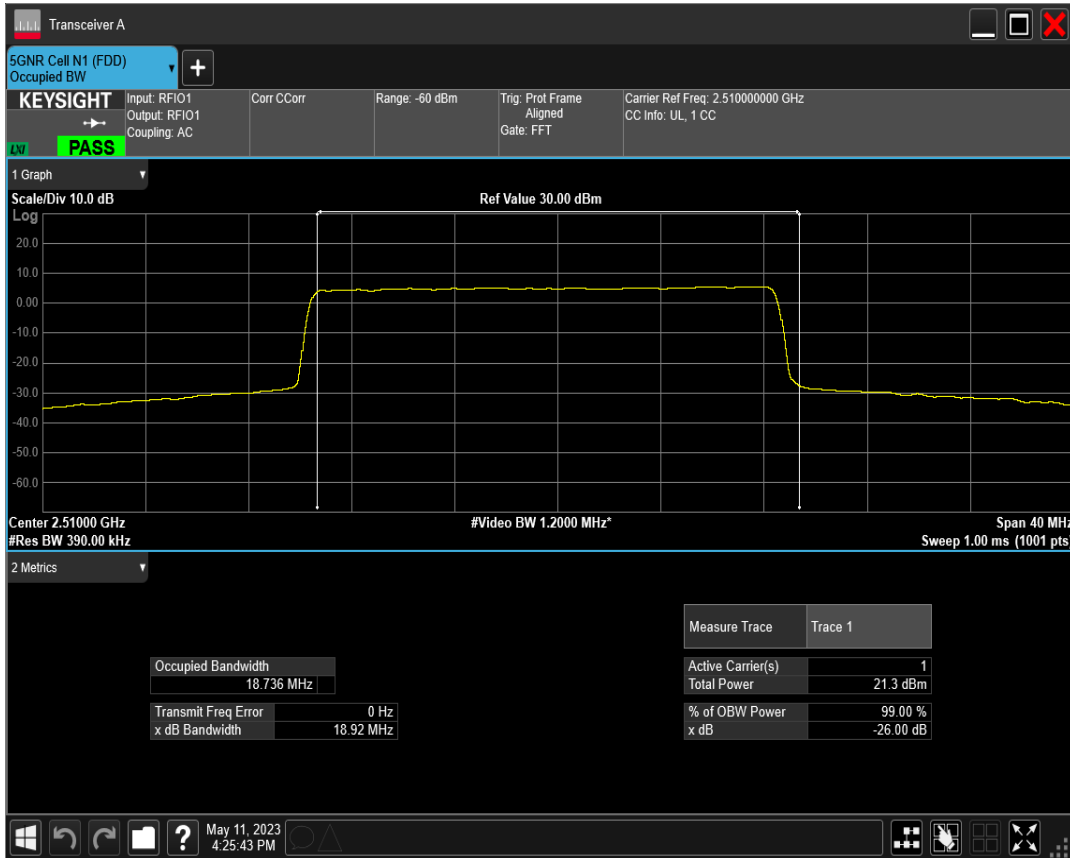 Transceiver A
5GNR Cell N1 (FDD)
Occupied BW
+
KEYSIGHT
LXI
PASS
Input: RFIO1
Output: RFIO1
Coupling: AC
Corr CCorr
Range: -60 dBm
Trig: Prot Frame
Aligned
Gate: FFT
Carrier Ref Freq: 2.510000000 GHz
CC Info: UL, 1 CC
1 Graph
Scale/Div 10.0 dB
Ref Value 30.00 dBm
Log
20.0
10.0
0.00
-10.0
-20.0
-30.0
-40.0
-50.0
-60.0
Center 2.51000 GHz
#Video BW 1.2000 MHz*
Span 40 MHz
#Res BW 390.00 kHz
Sweep 1.00 ms (1001 pts)
2 Metrics
Measure Trace Trace 1
Occupied Bandwidth
18.736 MHz
Active Carrier(s) 1
Total Power 21.3 dBm
Transmit Freq Error 0 Hz
x dB Bandwidth 18.92 MHz
% of OBW Power 99.00 %
x dB -26.00 dB
?
May 11, 2023
4:25:43 PM